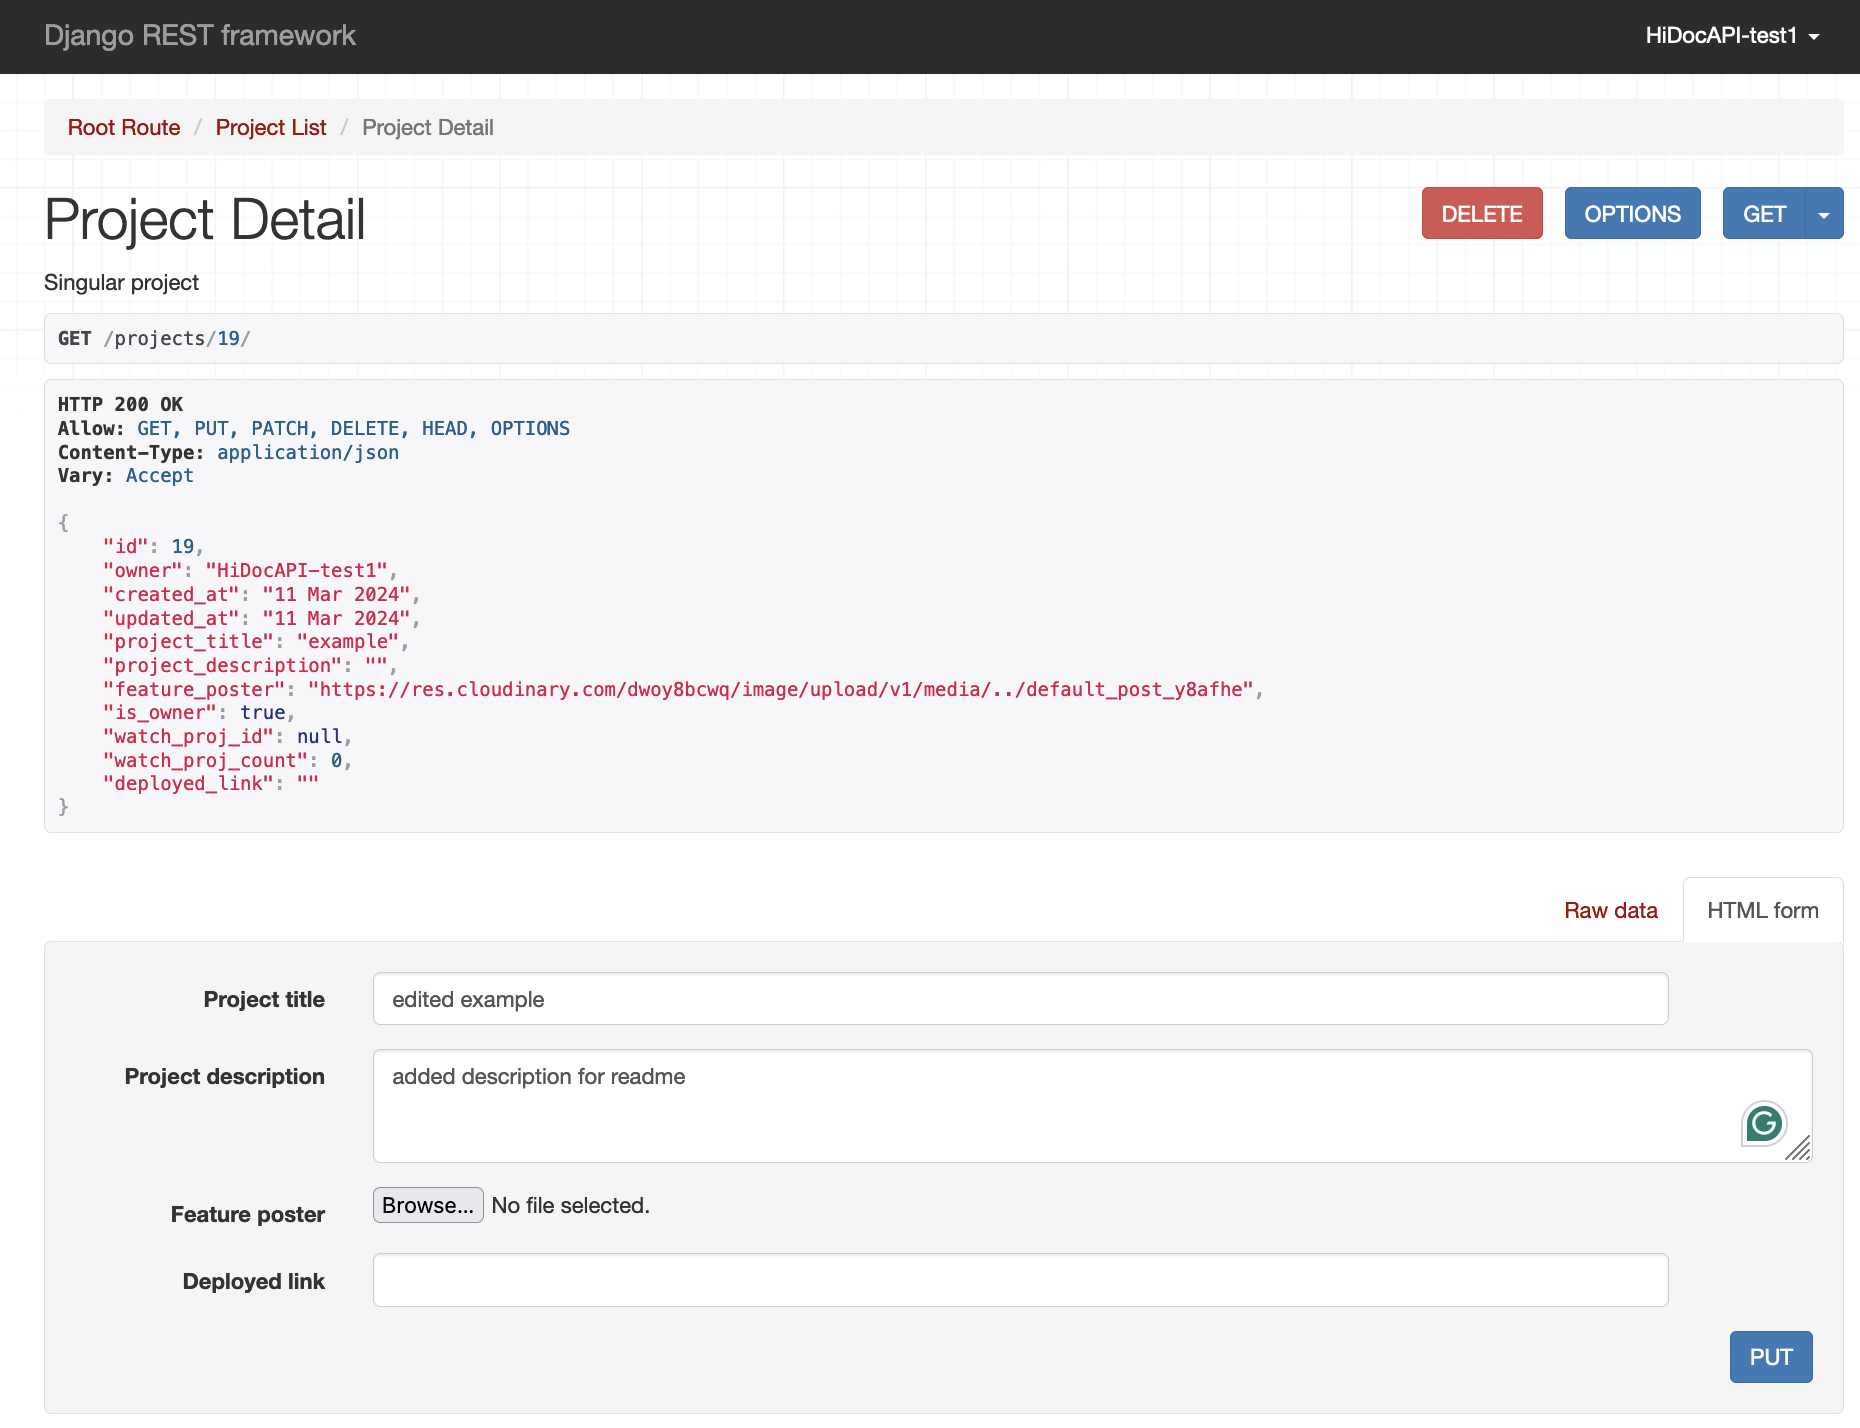 Django REST framework
HiDocAPI-test1
Root Route / Project List / Project Detail
Project Detail
DELETE
OPTIONS
GET
Singular project
GET /projects/19/
HTTP 200 OK
Allow: GET, PUT, PATCH, DELETE, HEAD, OPTIONS
Content-Type: application/json
Vary: Accept
{
"id": 19,
"owner": "HiDocAPI-test1",
"created_at": "11 Mar 2024",
"updated_at": "11 Mar 2024",
"project_title": "example",
"project_description": "",
"feature_poster": "https://res.cloudinary.com/dwoy8bcwq/image/upload/v1/media/../default_post_y8afhe",
"is_owner": true,
"watch_proj_id": null,
"watch_proj_count": 0,
"deployed_link": ""
}
Raw data
HTML form
Project title
edited example
Project description
added description for readme
G
Feature poster
Browse... No file selected.
Deployed link
PUT